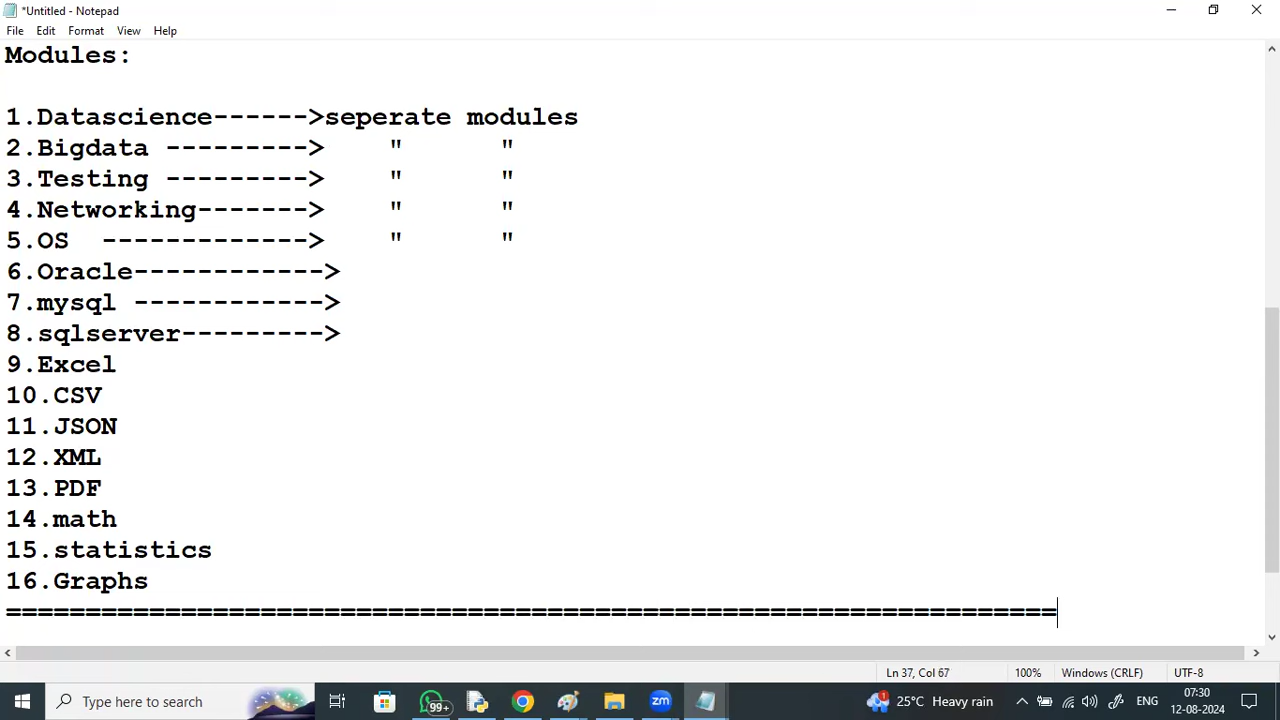 *Untitled - Notepad
File Edit Format View Help
Modules:
1.Datascience------>seperate modules
2.Bigdata --------->    "      "
3.Testing --------->    "      "
4.Networking------->    "      "
5.OS  ------------->    "      "
6.Oracle------------>
7.mysql ------------>
8.sqlserver--------->
9.Excel
10.CSV
11.JSON
12.XML
13.PDF
14.math
15.statistics
16.Graphs
==================================================================
Ln 37, Col 67 100% Windows (CRLF) UTF-8
Type here to search 99+ zm 1 25°C Heavy rain ENG 07:30
12-08-2024